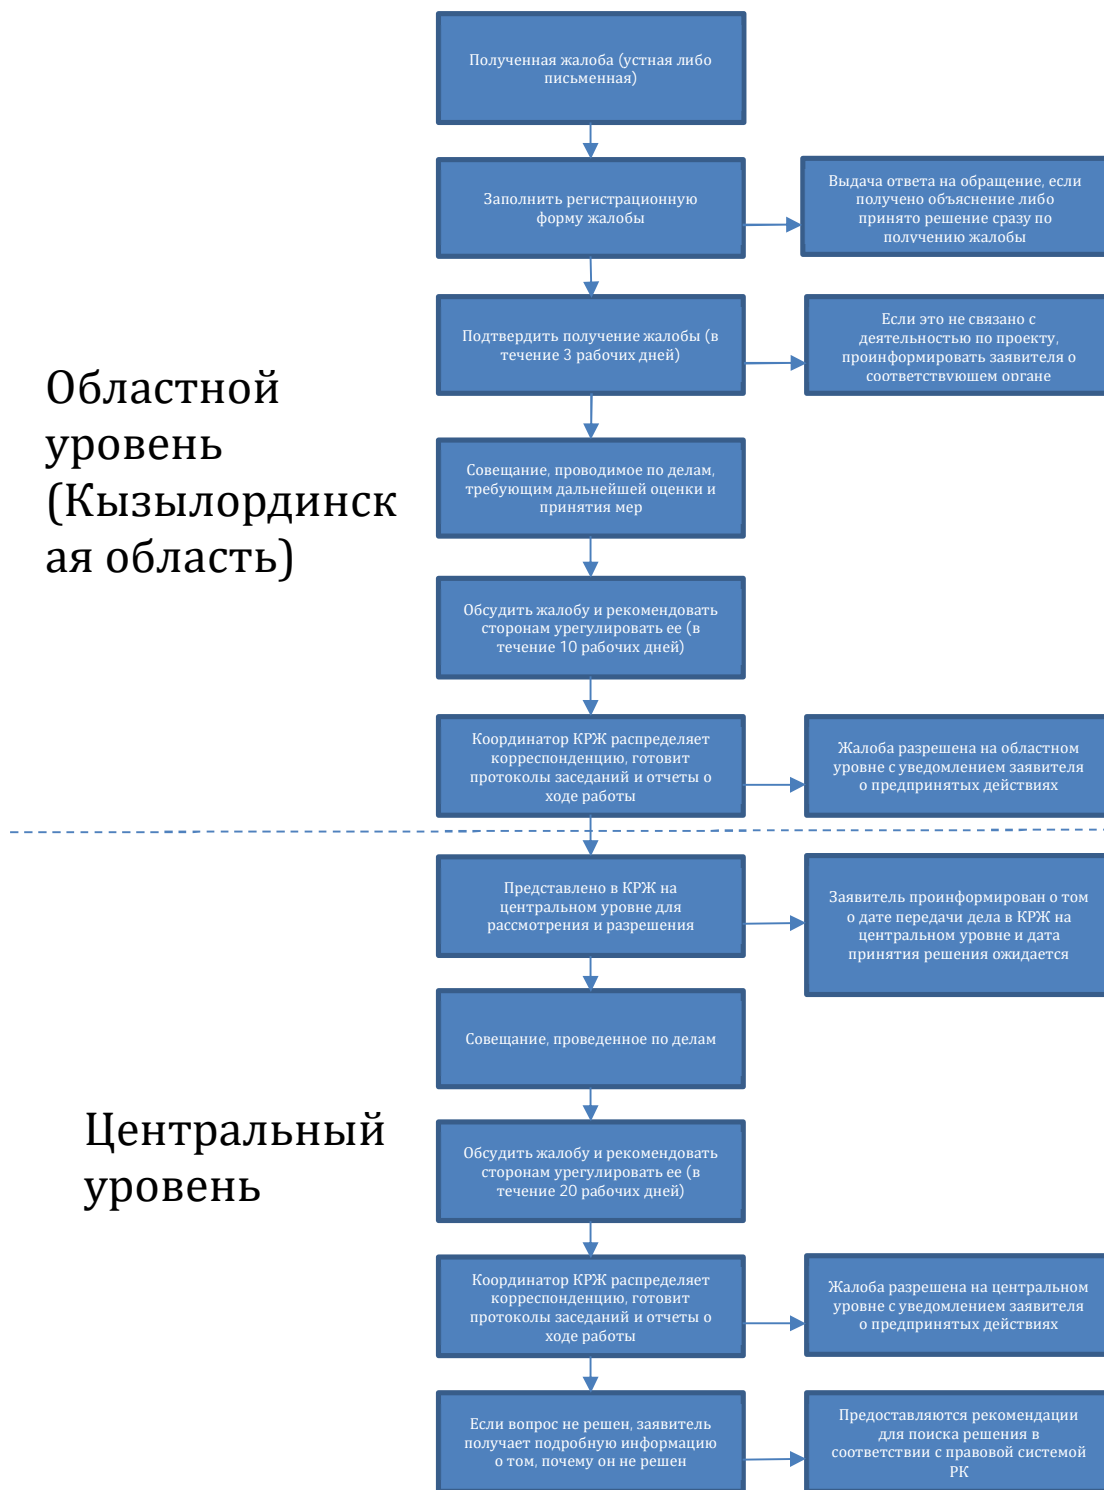 Полученная жалоба (устная либо
письменная)
Заполнить регистрационную
форму жалобы
Выдача ответа на обращение, если
получено объяснение либо
принято решение сразу по
получению жалобы
Подтвердить получение жалобы (в
течение 3 рабочих дней)
Если это не связано с
деятельностью по проекту,
проинформировать заявителя о
соответствующем органе
Областной
уровень
(Кызылординск
ая область)
Совещание, проводимое по делам,
требующим дальнейшей оценки и
принятия мер
Обсудить жалобу и рекомендовать
сторонам урегулировать ее (в
течение 10 рабочих дней)
Координатор КРЖ распределяет
корреспонденцию, готовит
протоколы заседаний и отчеты о
ходе работы
Жалоба разрешена на областном
уровне с уведомлением заявителя
о предпринятых действиях
Представлено в КРЖ на
центральном уровне для
рассмотрения и разрешения
Заявитель проинформирован о том
о дате передачи дела в КРЖ на
центральном уровне и дата
принятия решения ожидается
Совещание, проведенное по делам
Центральный
уровень
Обсудить жалобу и рекомендовать
сторонам урегулировать ее (в
течение 20 рабочих дней)
Координатор КРЖ распределяет
корреспонденцию, готовит
протоколы заседаний и отчеты о
ходе работы
Жалоба разрешена на центральном
уровне с уведомлением заявителя
о предпринятых действиях
Если вопрос не решен, заявитель
получает подробную информацию
о том, почему он не решен
Предоставляются рекомендации
для поиска решения в
соответствии с правовой системой
РК